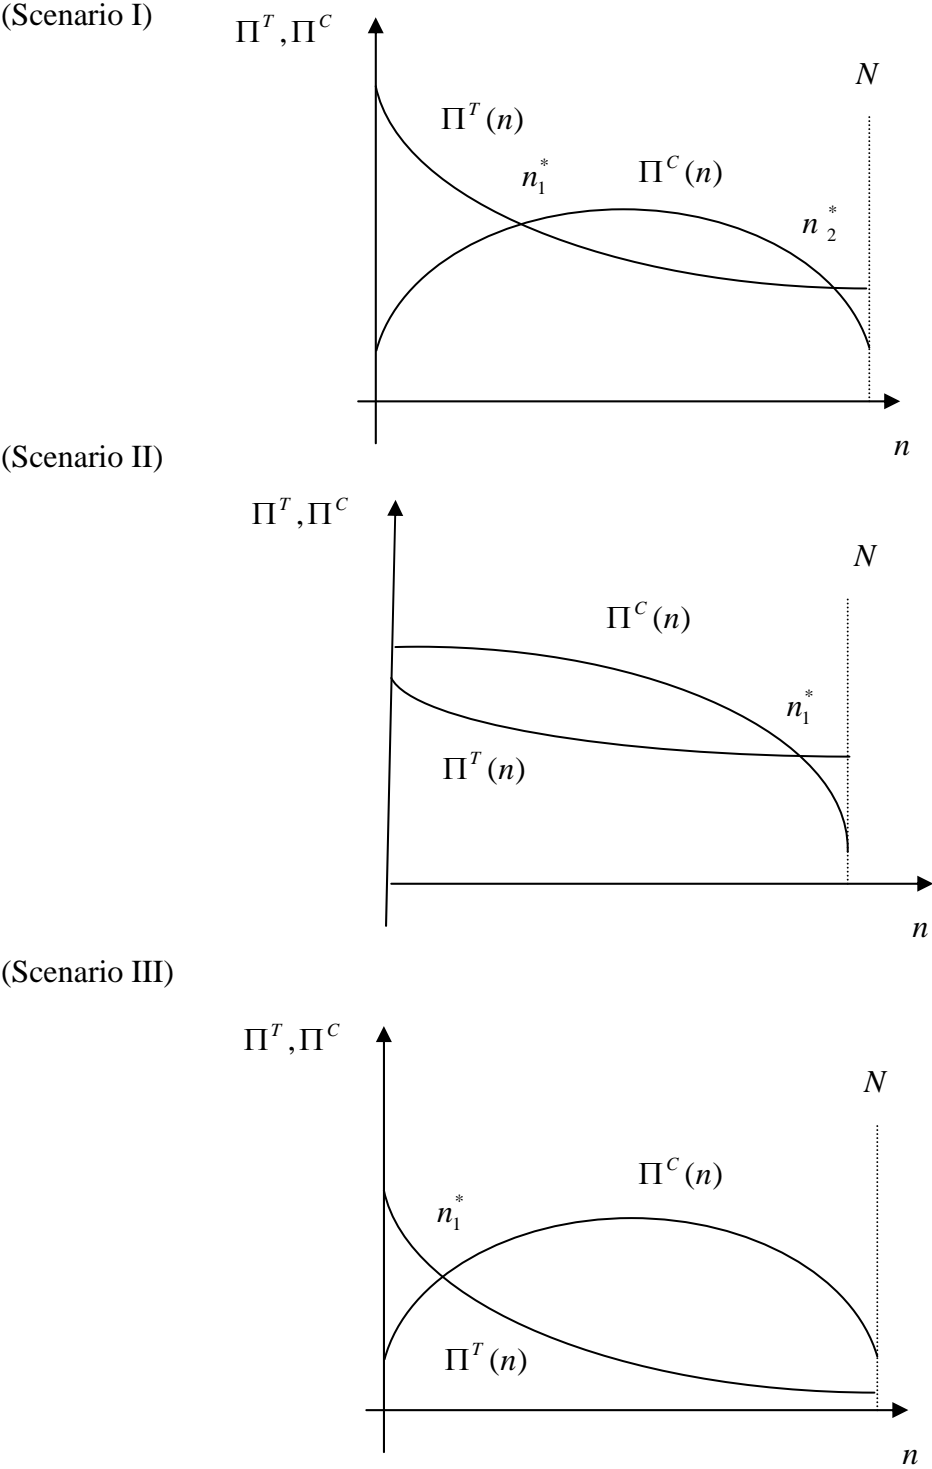 (Scenario I)
Π^T, Π^C
N
Π^T(n)
n_1^*
Π^C(n)
n_2^*
n
(Scenario II)
Π^T, Π^C
N
Π^C(n)
n_1^*
Π^T(n)
n
(Scenario III)
Π^T, Π^C
N
Π^C(n)
n_1^*
Π^T(n)
n